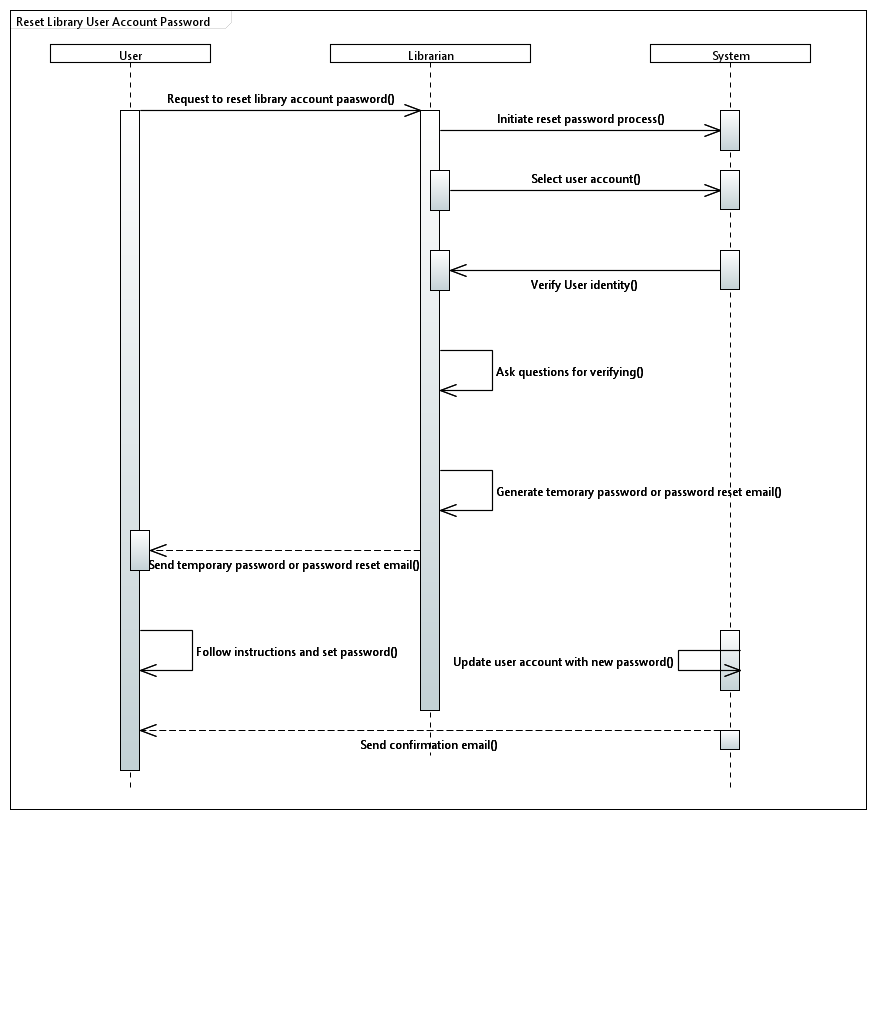 Reset Library User Account Password
User
Librarian
System
Request to reset library account paasword()
Initiate reset password process()
Select user account()
Verify User identity()
Ask questions for verifying()
Generate temorary password or password reset email()
Send temporary password or password reset email()
Follow instructions and set password()
Update user account with new password()
Send confirmation email()